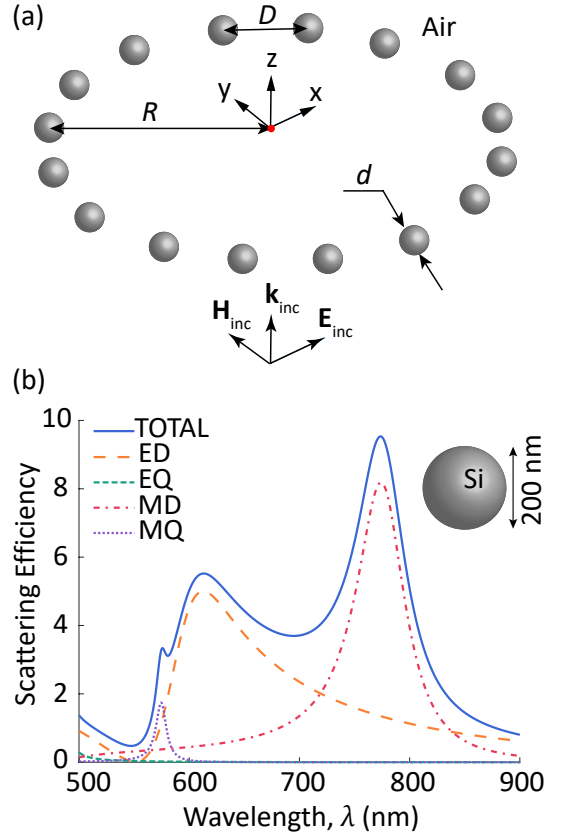 (a)
D
Air
z
y
x
R
d
k inc
H inc
E inc
(b)
10
8
6
4
2
0
Scattering Efficiency
TOTAL
ED
EQ
MD
MQ
Si
200 nm
500 600 700 800 900
Wavelength, λ (nm)